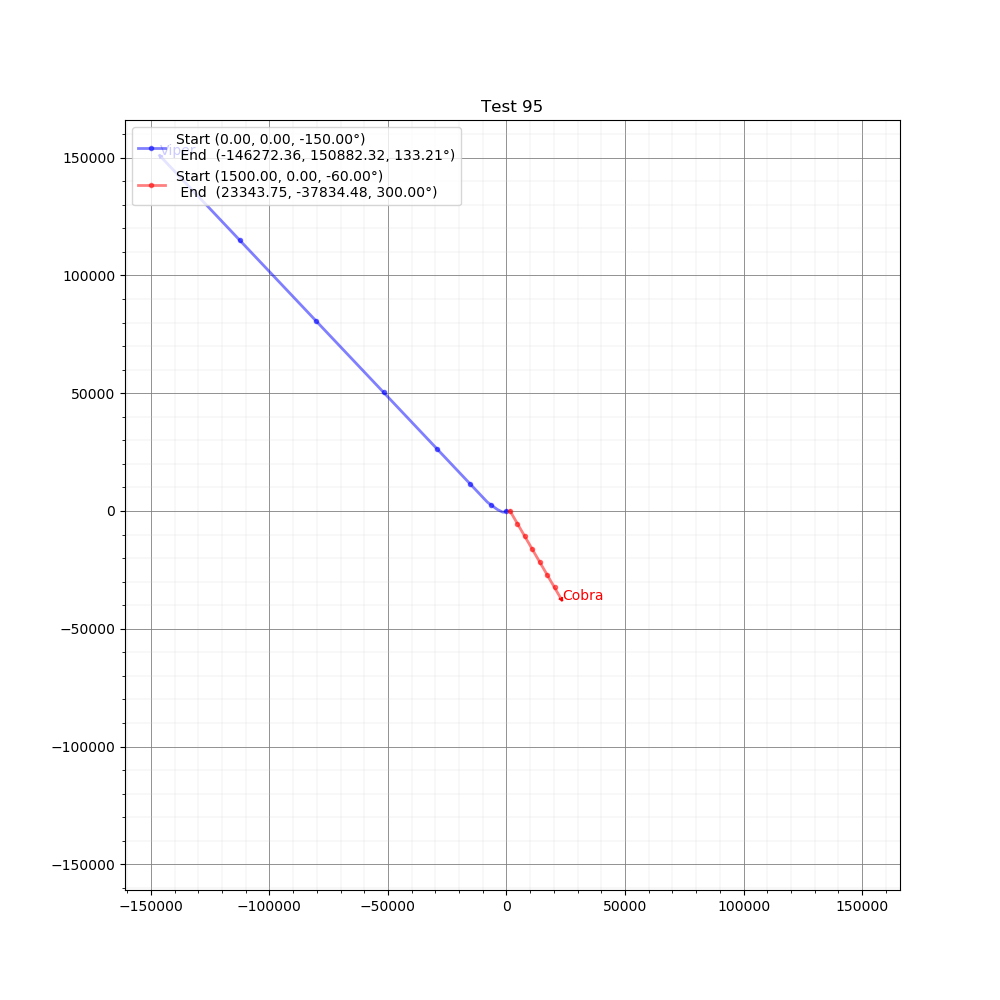 Test 95
Start (0.00, 0.00, -150.00°)
End (-146272.36, 150882.32, 133.21°)
Start (1500.00, 0.00, -60.00°)
End (23343.75, -37834.48, 300.00°)
Viper
150000
100000
50000
0
−50000
−100000
−150000
Cobra
−150000
−100000
−50000
0
50000
100000
150000